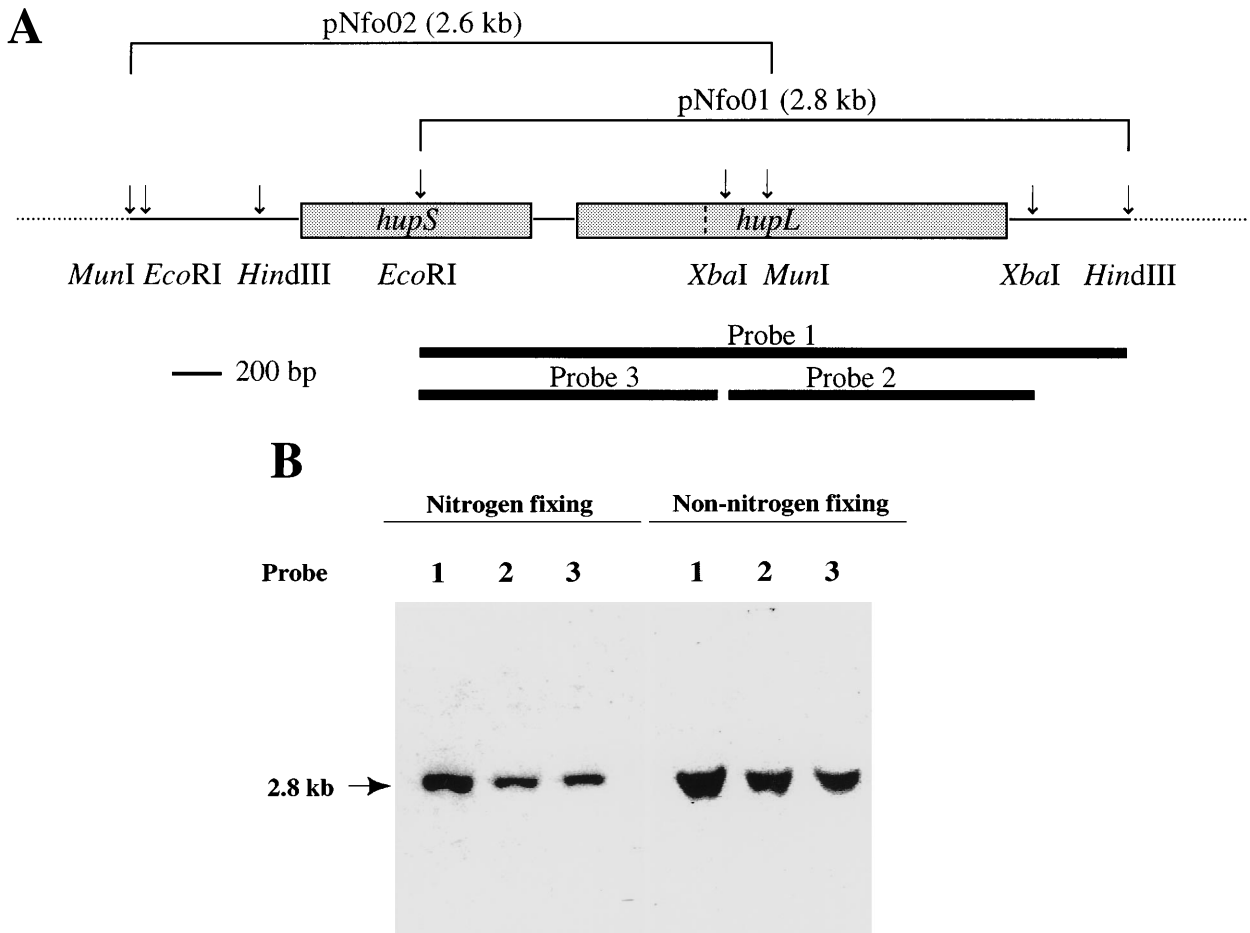 A
pNfo02 (2.6 kb)
pNfo01 (2.8 kb)
hupS hupL
MunI EcoRI HindIII EcoRI XbaI MunI XbaI HindIII
Probe 1
200 bp
Probe 3 Probe 2
B
Nitrogen fixing Non-nitrogen fixing
Probe 1 2 3 1 2 3
2.8 kb